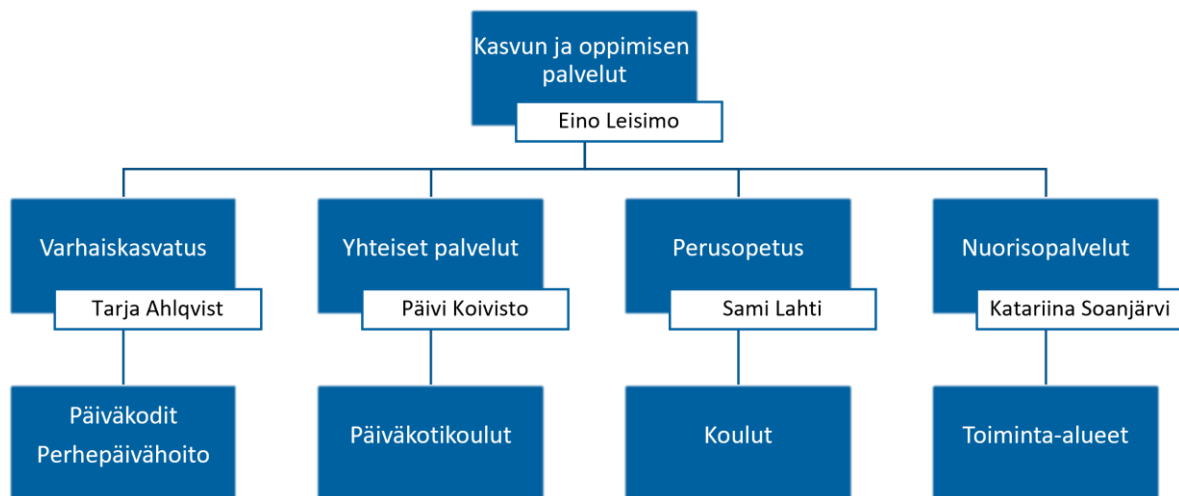 Kasvun ja oppimisen
palvelut
Eino Leisimo
Varhaiskasvatus
Tarja Ahlqvist
Yhteiset palvelut
Päivi Koivisto
Perusopetus
Sami Lahti
Nuorisopalvelut
Katariina Soanjärvi
Päiväkodit
Perhepäivähoito
Päiväkotikoulut
Koulut
Toiminta-alueet